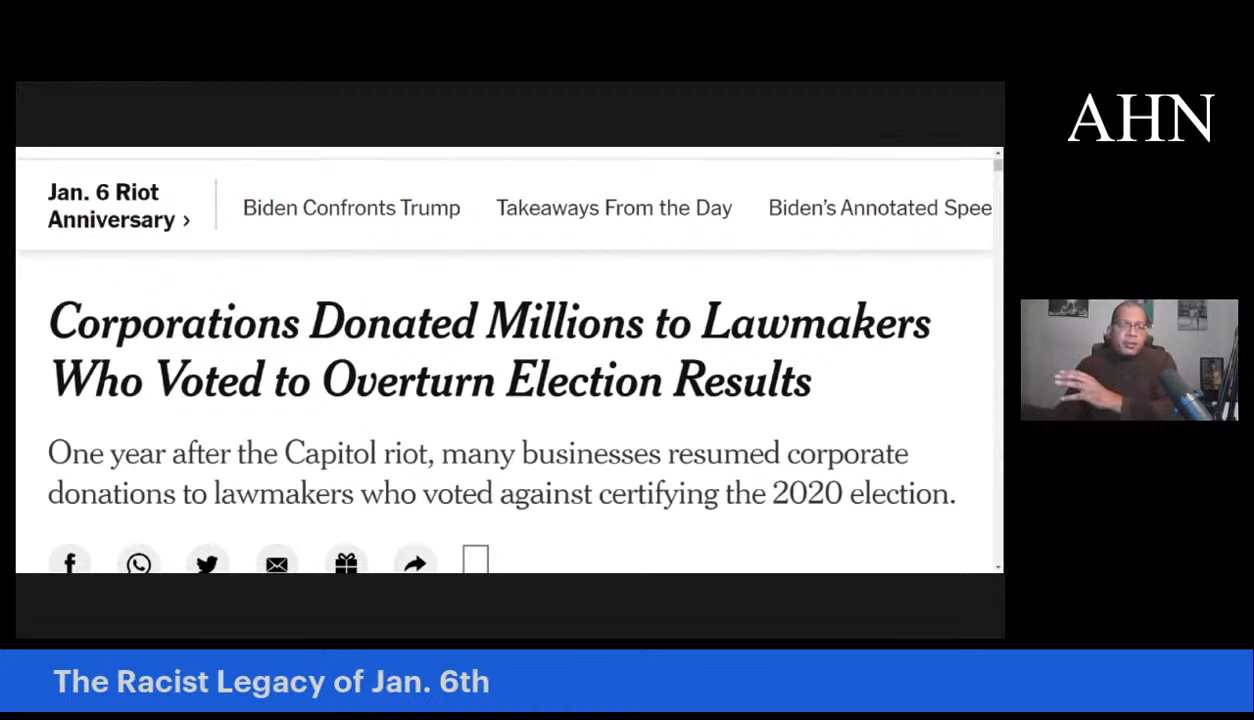 AHN
Jan. 6 Riot
Anniversary ›
Biden Confronts Trump
Takeaways From the Day
Biden's Annotated Spee
Corporations Donated Millions to Lawmakers
Who Voted to Overturn Election Results
One year after the Capitol riot, many businesses resumed corporate
donations to lawmakers who voted against certifying the 2020 election.
The Racist Legacy of Jan. 6th